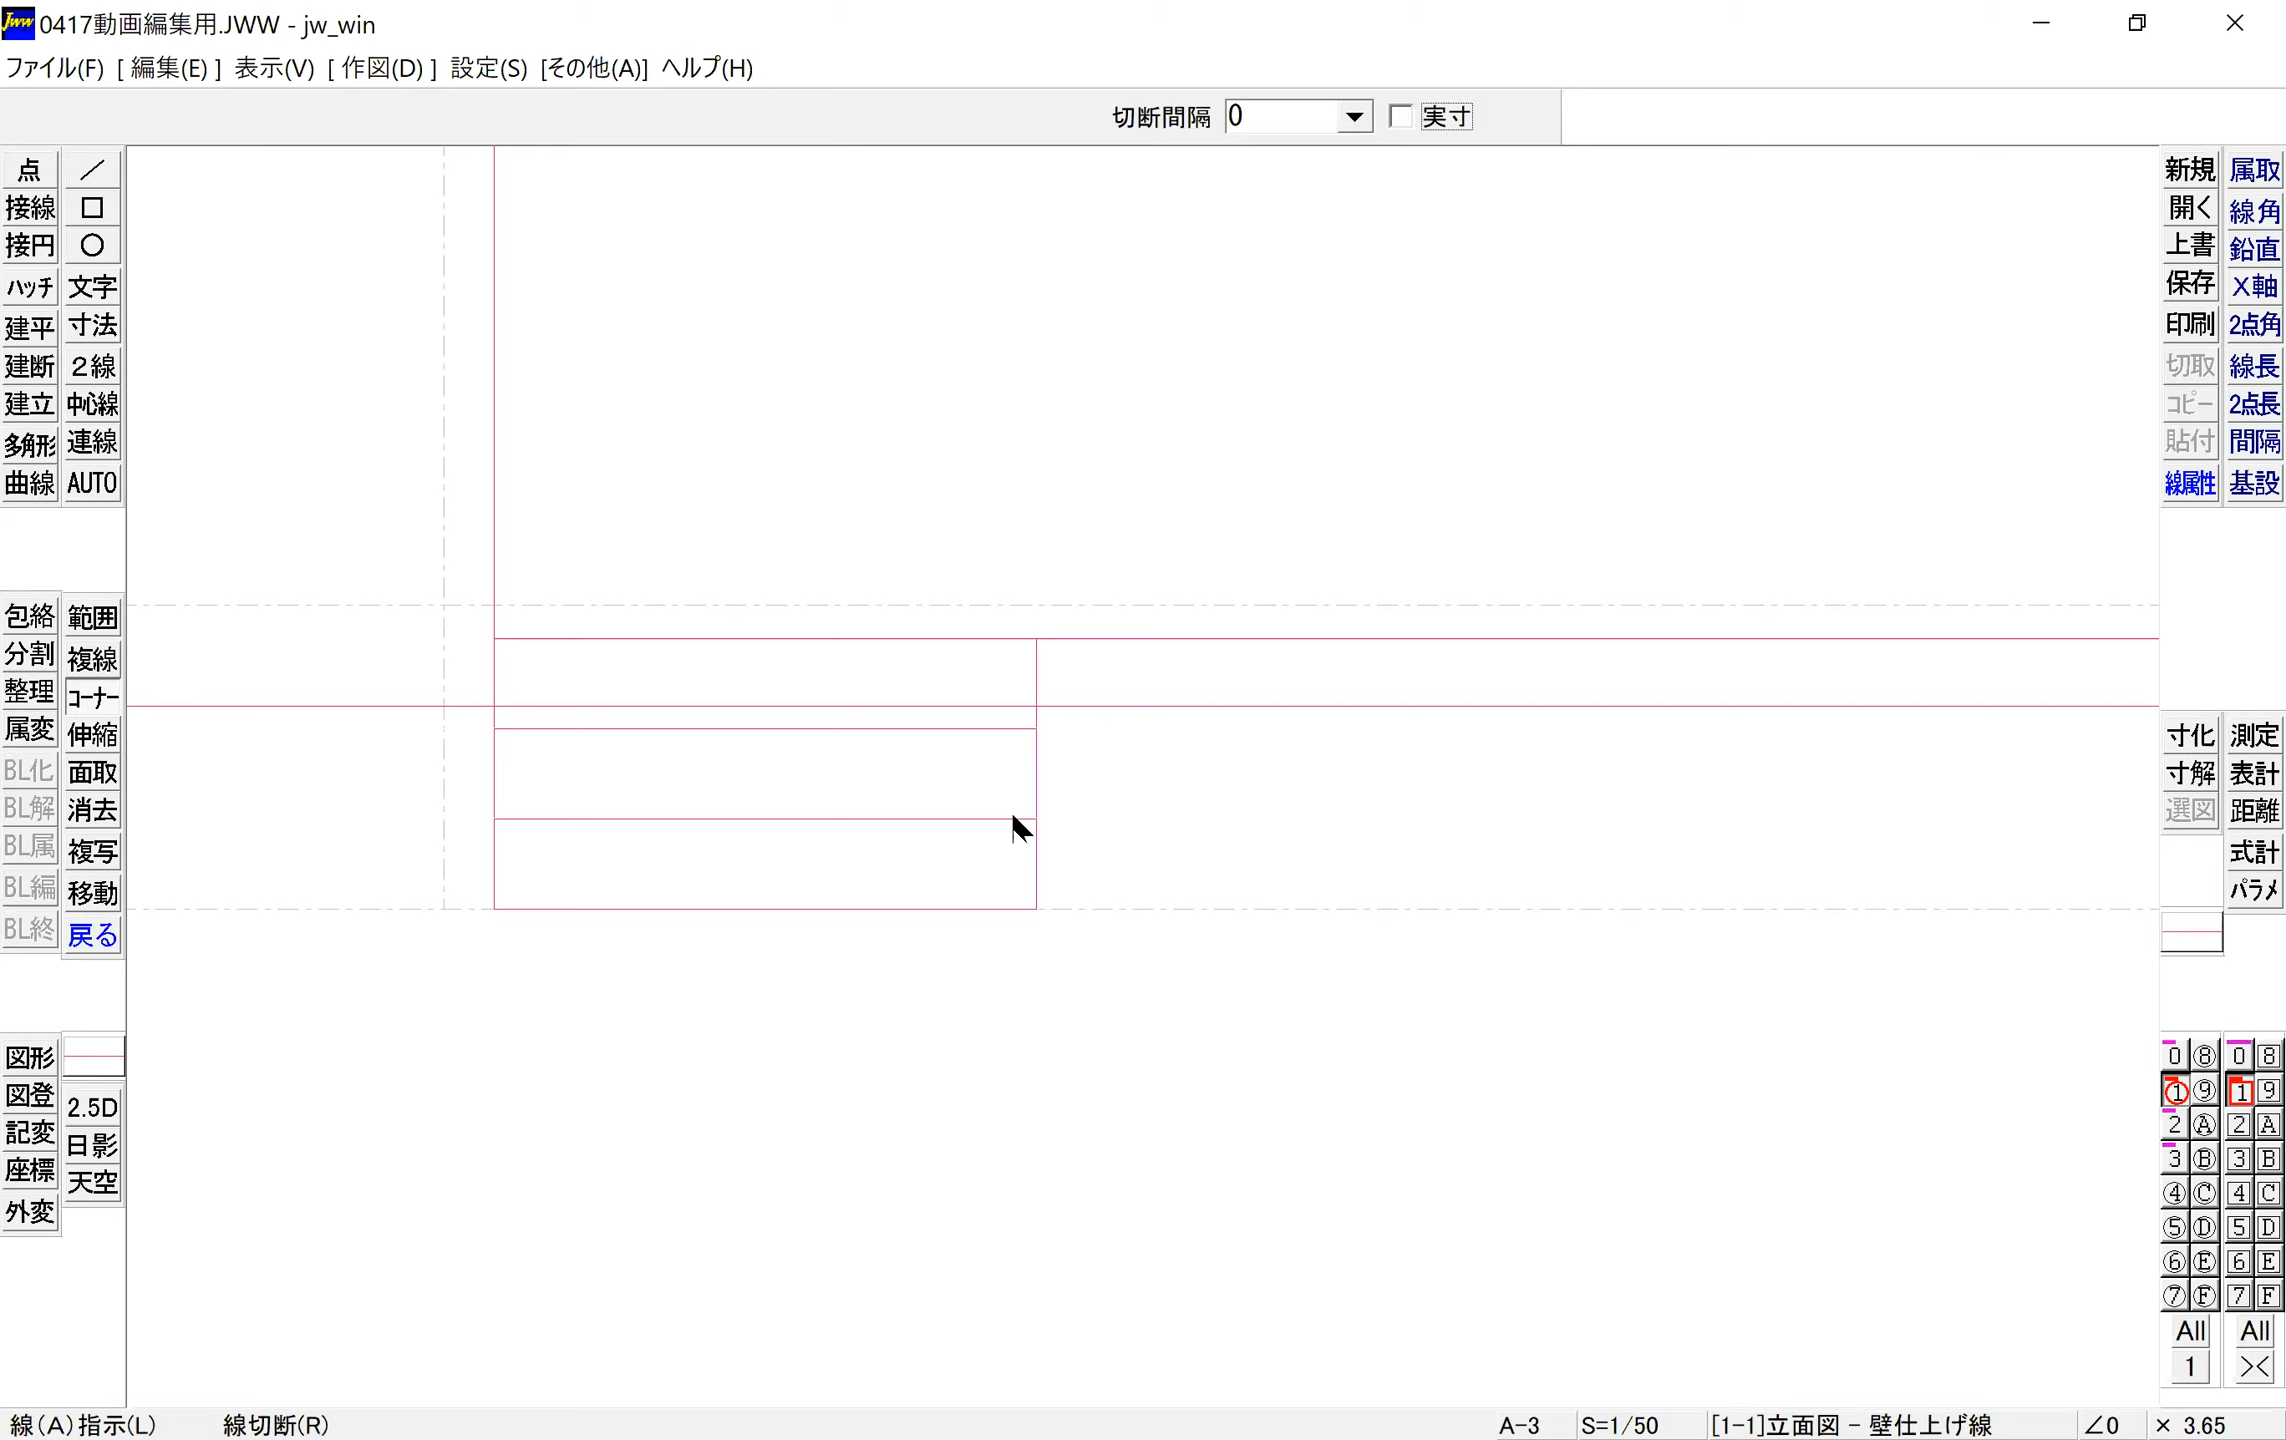 0417動画編集用.JWW - jw_win
ファイル(F) [ 編集(E) ] 表示(V) [ 作図(D) ] 設定(S) [その他(A)] ヘルプ(H)
切断間隔 0 実寸
点 ／
接線 □
接円 ○
ハッチ 文字
建平 寸法
建断 2線
建立 中心線
多角形 連線
曲線 AUTO
包絡 範囲
分割 複線
整理 コーナー
属変 伸縮
BL化 面取
BL解 消去
BL属 複写
BL編 移動
BL終 戻る
図形
図登 2.5D
記変 日影
座標 天空
外変
新規 属取
開く 線角
上書 鉛直
保存 X軸
印刷 2点角
切取 線長
コピー 2点長
貼付 間隔
線属性 基設
寸化 測定
寸解 表計
選図 距離
式計
パラメ
0 ⑧ 0 8
1 ⑨ 1 9
2 Ⓐ 2 A
3 Ⓑ 3 B
④ Ⓒ 4 C
⑤ Ⓓ 5 D
⑥ Ⓔ 6 E
⑦ Ⓕ 7 F
All All
1 ><
線(A)指示(L) 線切断(R) A-3 S=1/50 [1-1]立面図 - 壁仕上げ線 ∠0 × 3.65